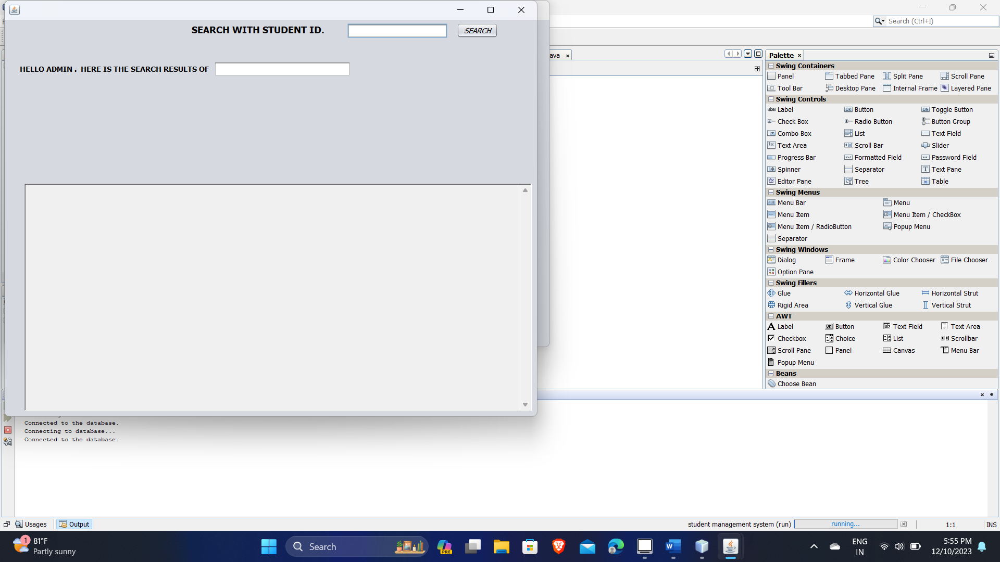 SEARCH WITH STUDENT ID.
SEARCH
HELLO ADMIN .  HERE IS THE SEARCH RESULTS OF
Search (Ctrl+I)
ava
Palette
Swing Containers
Panel Tabbed Pane Split Pane Scroll Pane
Tool Bar Desktop Pane Internal Frame Layered Pane
Swing Controls
Label Button Toggle Button
Check Box Radio Button Button Group
Combo Box List Text Field
Text Area Scroll Bar Slider
Progress Bar Formatted Field Password Field
Spinner Separator Text Pane
Editor Pane Tree Table
Swing Menus
Menu Bar Menu
Menu Item Menu Item / CheckBox
Menu Item / RadioButton Popup Menu
Separator
Swing Windows
Dialog Frame Color Chooser File Chooser
Option Pane
Swing Fillers
Glue Horizontal Glue Horizontal Strut
Rigid Area Vertical Glue Vertical Strut
AWT
Label Button Text Field Text Area
Checkbox Choice List Scrollbar
Scroll Pane Panel Canvas Menu Bar
Popup Menu
Beans
Choose Bean
Connected to the database.
Connecting to database...
Connected to the database.
Usages Output
student management system (run) running... 1:1 INS
1
81°F
Partly sunny
Search
PRE
ENG
IN
5:55 PM
12/10/2023